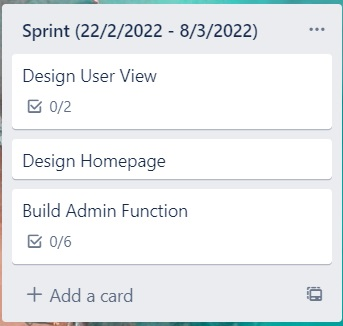 Sprint (22/2/2022 - 8/3/2022)
Design User View
0/2
Design Homepage
Build Admin Function
0/6
Add a card